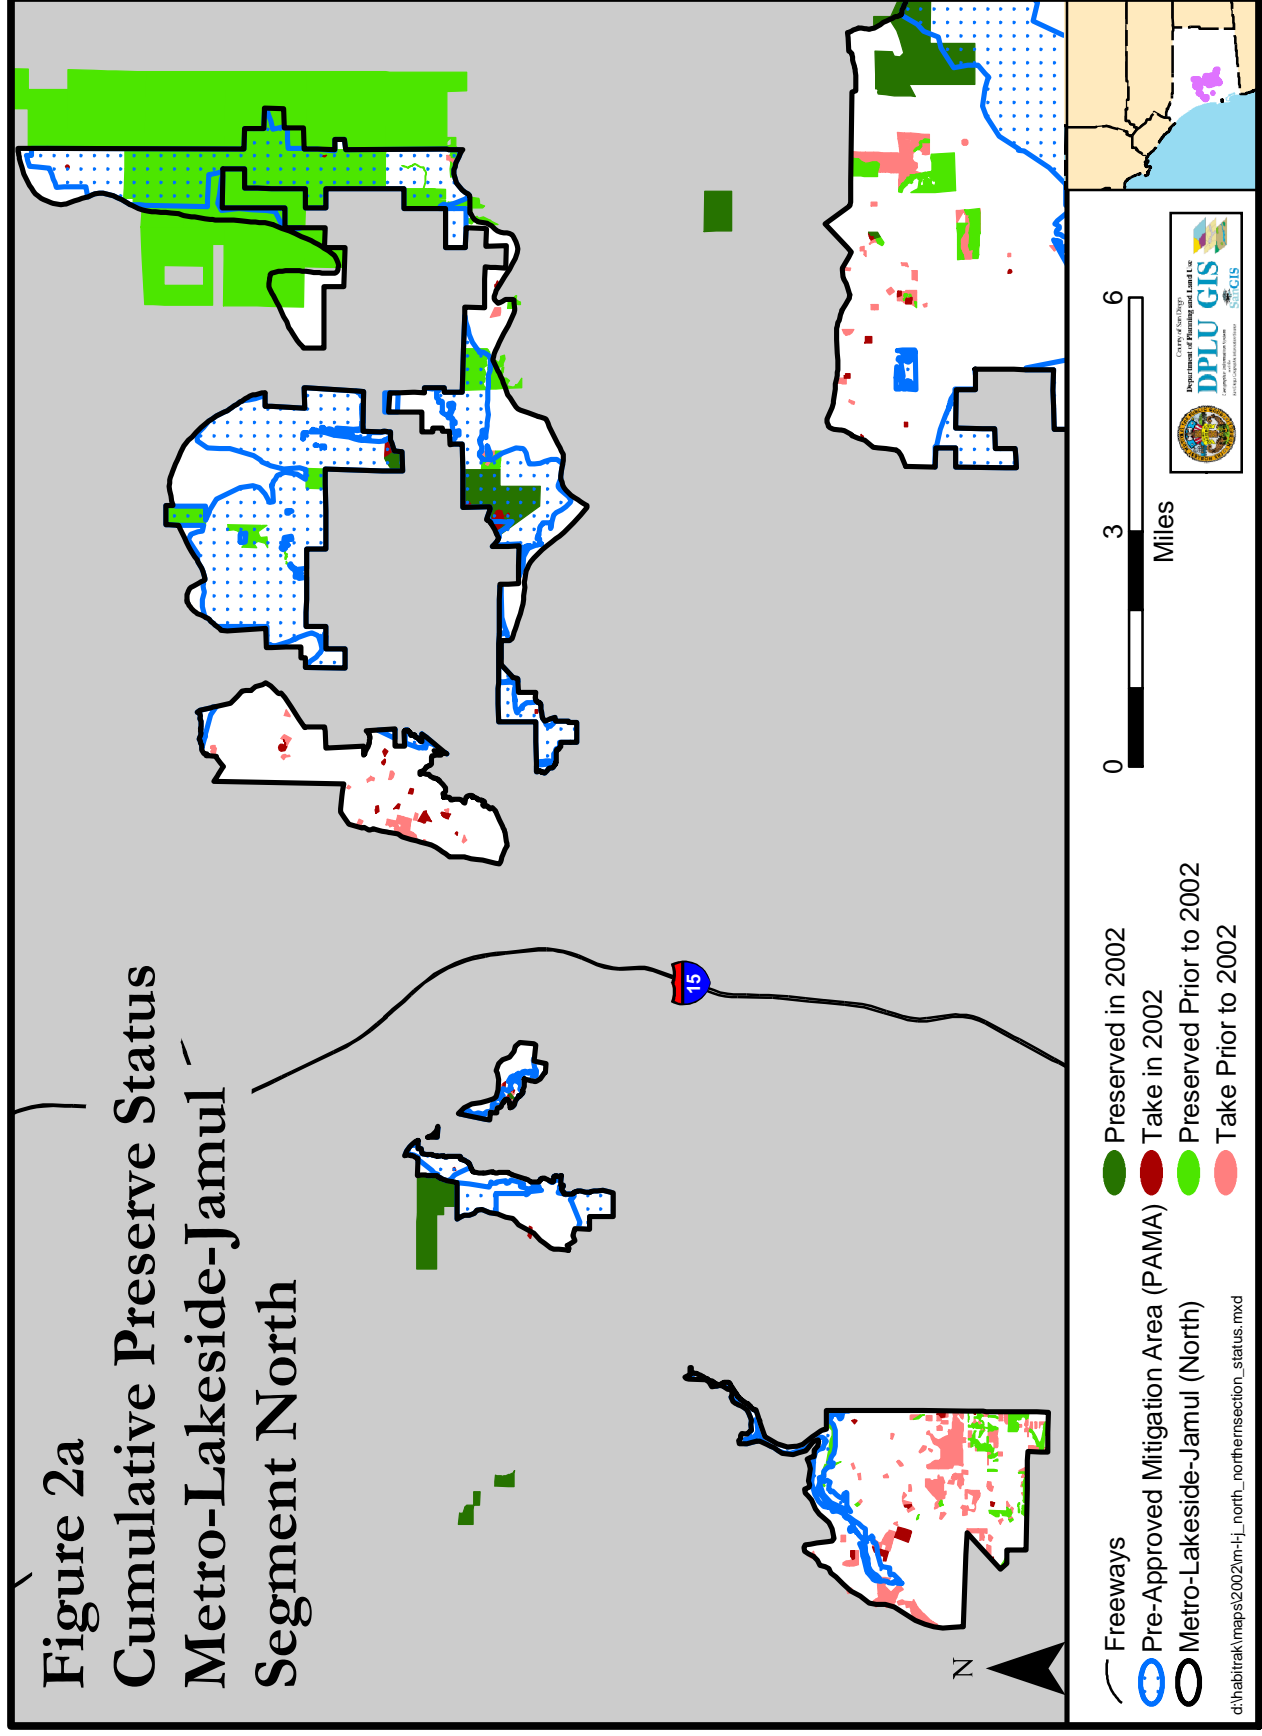 Figure 2a
Cumulative Preserve Status
Metro-Lakeside-Jamul
Segment North
15
N
Freeways
Pre-Approved Mitigation Area (PAMA)
Metro-Lakeside-Jamul (North)
Preserved in 2002
Take in 2002
Preserved Prior to 2002
Take Prior to 2002
0
3
6
Miles
County of San Diego
Department of Planning and Land Use
DPLU GIS
SanGIS
d:\habitrak\maps\2002\m-l-j_north_northernsection_status.mxd